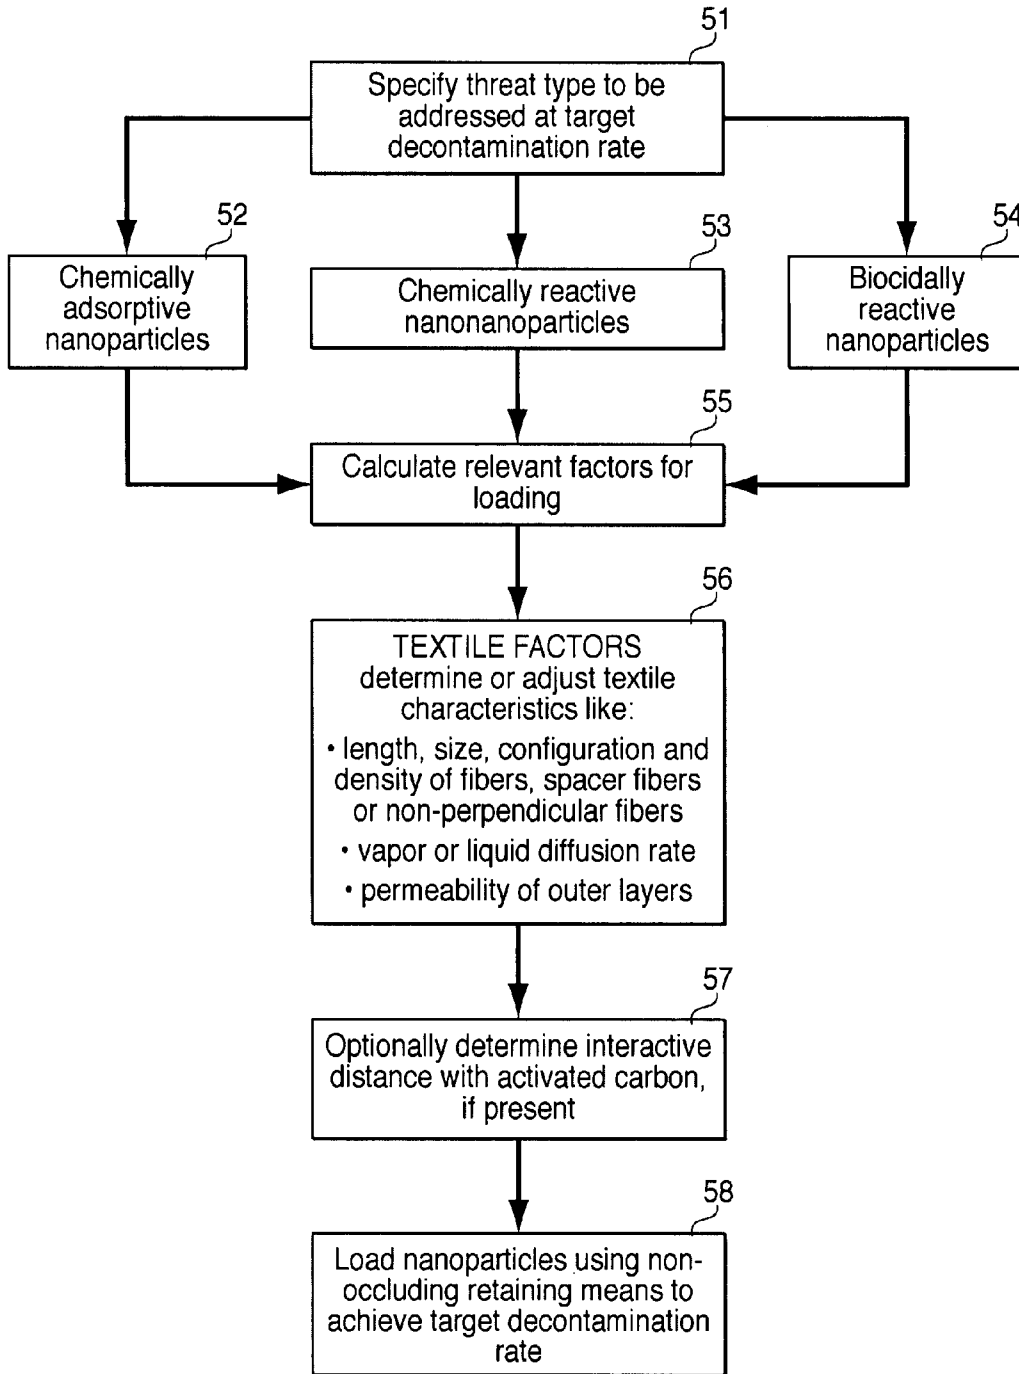 51
Specify threat type to be
addressed at target
decontamination rate
52
Chemically
adsorptive
nanoparticles
53
Chemically reactive
nanonanoparticles
54
Biocidally
reactive
nanoparticles
55
Calculate relevant factors for
loading
56
TEXTILE FACTORS
determine or adjust textile
characteristics like:
• length, size, configuration and
density of fibers, spacer fibers
or non-perpendicular fibers
• vapor or liquid diffusion rate
• permeability of outer layers
57
Optionally determine interactive
distance with activated carbon,
if present
58
Load nanoparticles using non-
occluding retaining means to
achieve target decontamination
rate